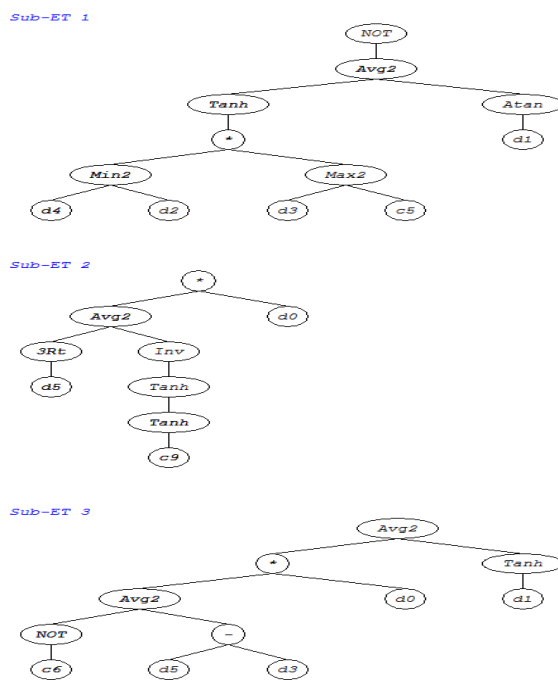 Sub-ET 1
NOT
Avg2
Tanh Atan
* d1
Min2 Max2
d4 d2 d3 c5
Sub-ET 2
*
Avg2 d0
3Rt Inv
d5 Tanh
Tanh
c9
Sub-ET 3
Avg2
* Tanh
Avg2 d0 d1
NOT -
c6 d5 d3